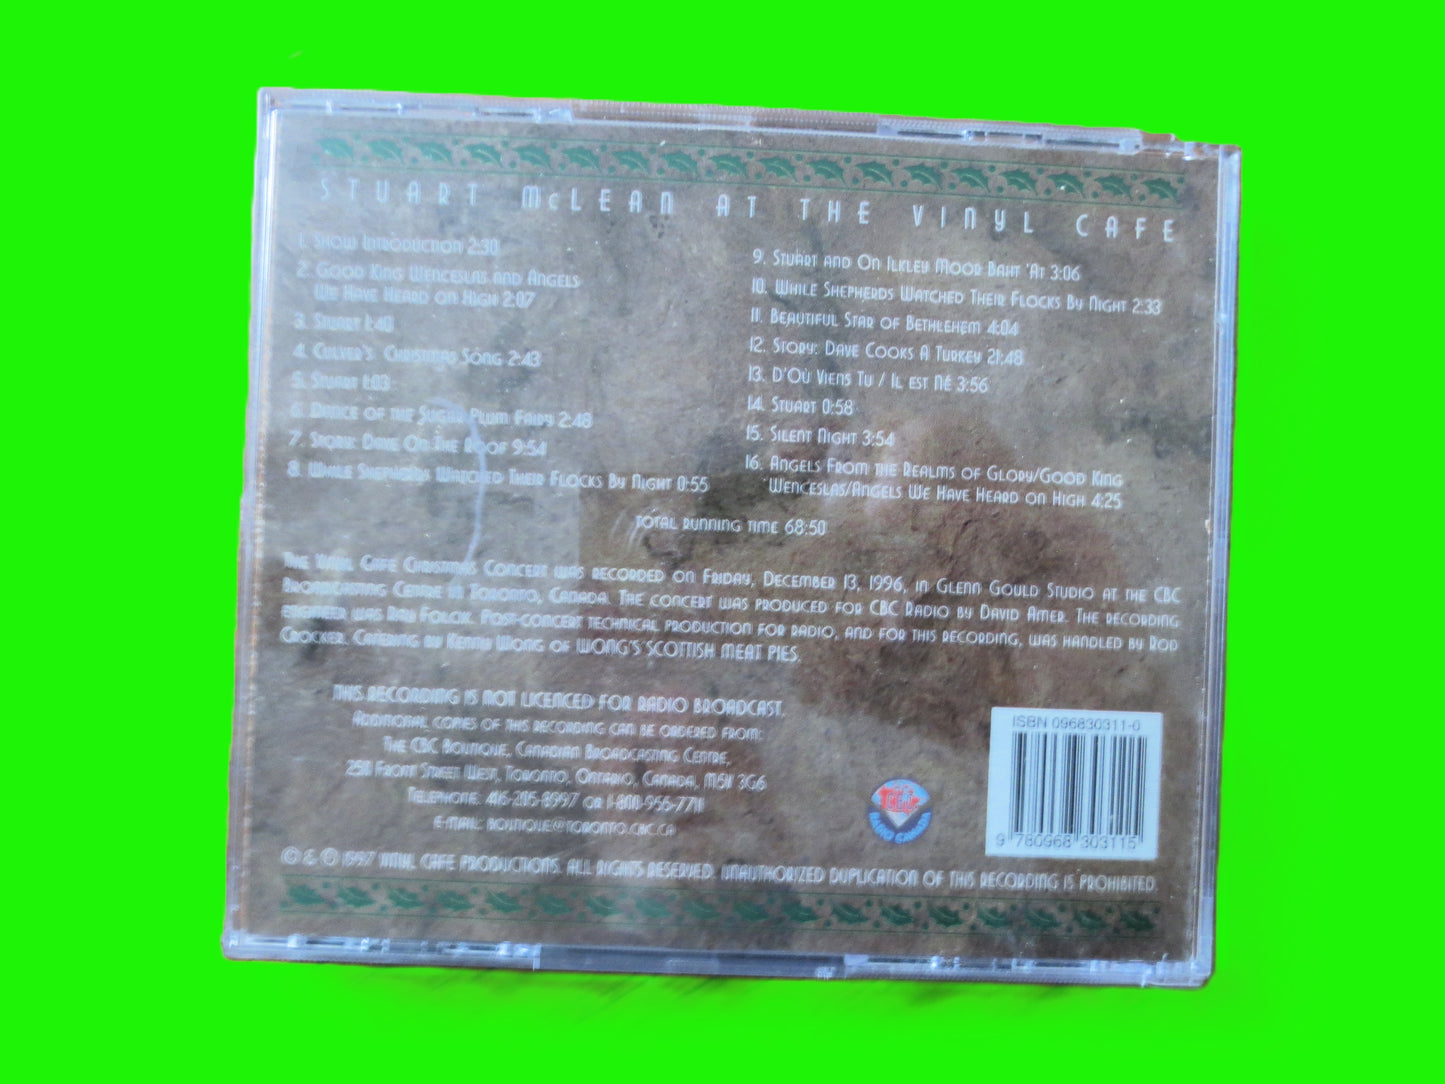 STUART McLEAN AT THE VINYL CAFE
1. Show Introduction 2:30
2. Good King Wenceslas and Angels
We Have Heard on High 2:07
3. Stuart 1:40
4. Culver's Christmas Song 2:43
5. Stuart 1:03
6. Dance of the Sugar Plum Fairy 2:48
7. Story: Dave On The Roof 9:54
8. While Shepherds Watched Their Flocks By Night 0:55
9. Stuart and On Ilkley Moor Baht 'At 3:06
10. While Shepherds Watched Their Flocks By Night 2:33
11. Beautiful Star of Bethlehem 4:04
12. Story: Dave Cooks A Turkey 21:48
13. D'Où Viens Tu / Il est Né 3:56
14. Stuart 0:58
15. Silent Night 3:54
16. Angels From the Realms of Glory/Good King
Wenceslas/Angels We Have Heard on High 4:25
Total running time 68:50
The Vinyl Cafe Christmas Concert was recorded on Friday, December 13, 1996, in Glenn Gould Studio at the CBC
Broadcasting Centre in Toronto, Canada. The concert was produced for CBC Radio by David Amer. The recording
engineer was Ray Folcik. Post-concert technical production for radio, and for this recording, was handled by Rod
Crocker. Catering by Kenny Wong of WONG'S SCOTTISH MEAT PIES.
THIS RECORDING IS NOT LICENCED FOR RADIO BROADCAST.
Additional copies of this recording can be ordered from:
The CBC Boutique, Canadian Broadcasting Centre,
250 Front Street West, Toronto, Ontario, Canada, M5V 3G6
Telephone: 416-205-8997 or 1-800-955-7711
E-mail: boutique@toronto.cbc.ca
ISBN 096830311-0
9 780968 303115
RADIO CANADA
© & ℗ 1997 VINYL CAFE PRODUCTIONS. ALL RIGHTS RESERVED. UNAUTHORIZED DUPLICATION OF THIS RECORDING IS PROHIBITED.